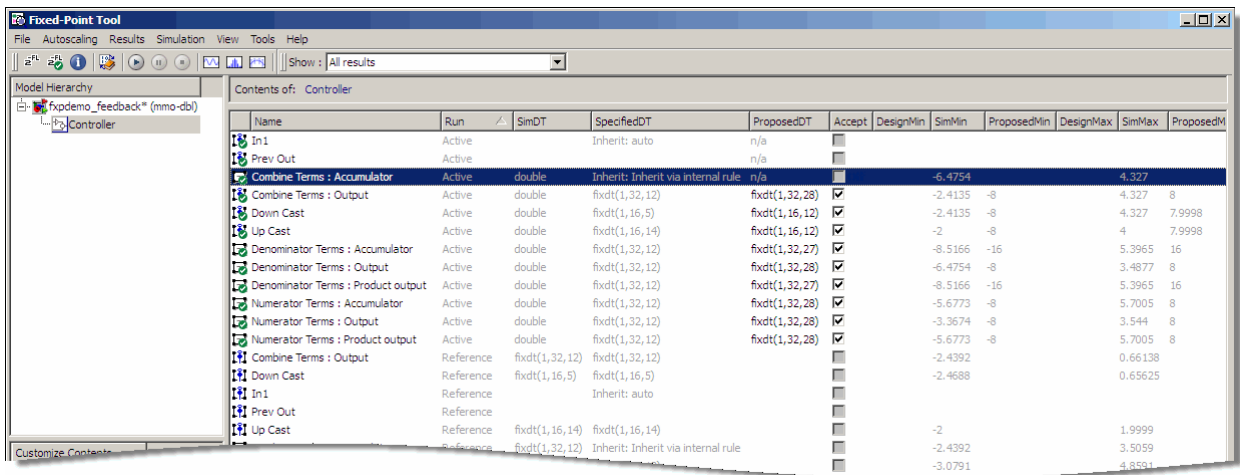 Fixed-Point Tool
File Autoscaling Results Simulation View Tools Help
Show : All results
Model Hierarchy
Contents of: Controller
fxpdemo_feedback* (mmo-dbl)
Controller
Name Run SimDT SpecifiedDT ProposedDT Accept DesignMin SimMin ProposedMin DesignMax SimMax ProposedM
In1 Active Inherit: auto n/a
Prev Out Active n/a
Combine Terms : Accumulator Active double Inherit: Inherit via internal rule n/a -6.4754 4.327
Combine Terms : Output Active double fixdt(1,32,12) fixdt(1,32,28) -2.4135 -8 4.327 8
Down Cast Active double fixdt(1,16,5) fixdt(1,16,12) -2.4135 -8 4.327 7.9998
Up Cast Active double fixdt(1,16,14) fixdt(1,16,12) -2 -8 4 7.9998
Denominator Terms : Accumulator Active double fixdt(1,32,12) fixdt(1,32,27) -8.5166 -16 5.3965 16
Denominator Terms : Output Active double fixdt(1,32,12) fixdt(1,32,28) -6.4754 -8 3.4877 8
Denominator Terms : Product output Active double fixdt(1,32,12) fixdt(1,32,27) -8.5166 -16 5.3965 16
Numerator Terms : Accumulator Active double fixdt(1,32,12) fixdt(1,32,28) -5.6773 -8 5.7005 8
Numerator Terms : Output Active double fixdt(1,32,12) fixdt(1,32,28) -3.3674 -8 3.544 8
Numerator Terms : Product output Active double fixdt(1,32,12) fixdt(1,32,28) -5.6773 -8 5.7005 8
Combine Terms : Output Reference fixdt(1,32,12) fixdt(1,32,12) -2.4392 0.66138
Down Cast Reference fixdt(1,16,5) fixdt(1,16,5) -2.4688 0.65625
In1 Reference Inherit: auto
Prev Out Reference
Up Cast Reference fixdt(1,16,14) fixdt(1,16,14) -2 1.9999
Customize Contents Reference fixdt(1,32,12) Inherit: Inherit via internal rule -2.4392 3.5059
-3.0791 4.8591